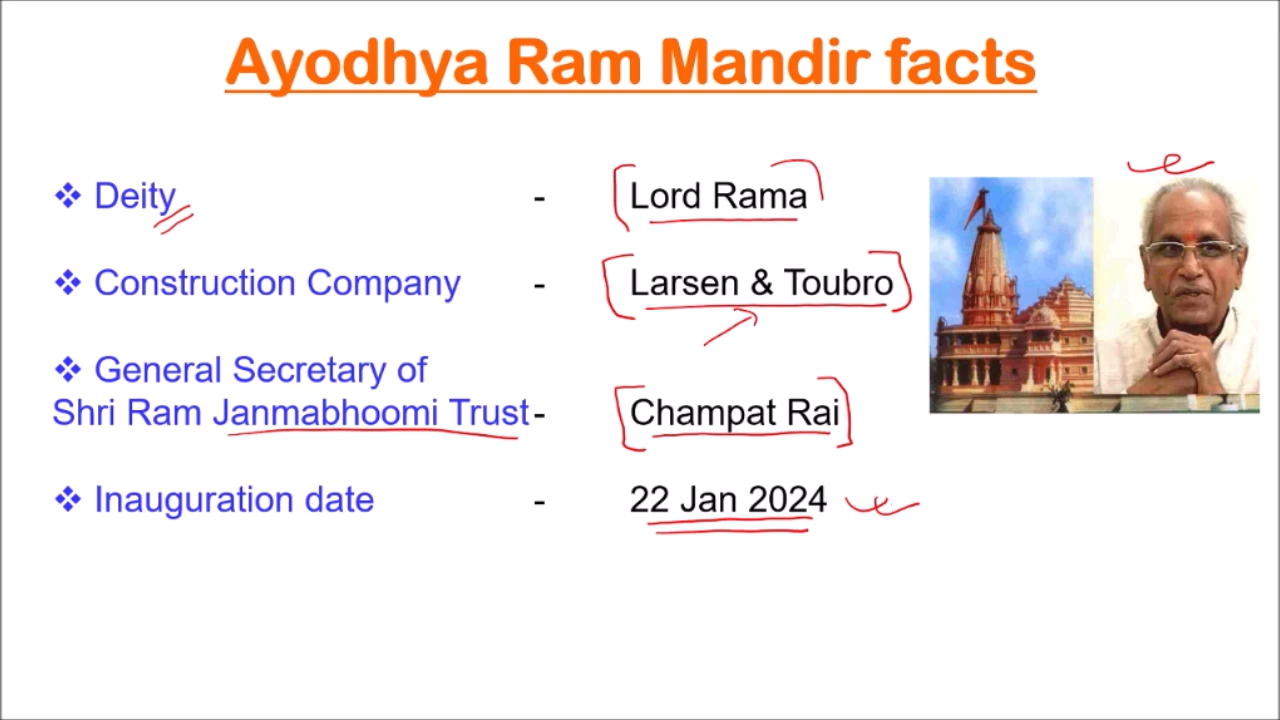 Ayodhya Ram Mandir facts
❖ Deity - Lord Rama
❖ Construction Company - Larsen & Toubro
❖ General Secretary of
Shri Ram Janmabhoomi Trust - Champat Rai
❖ Inauguration date - 22 Jan 2024